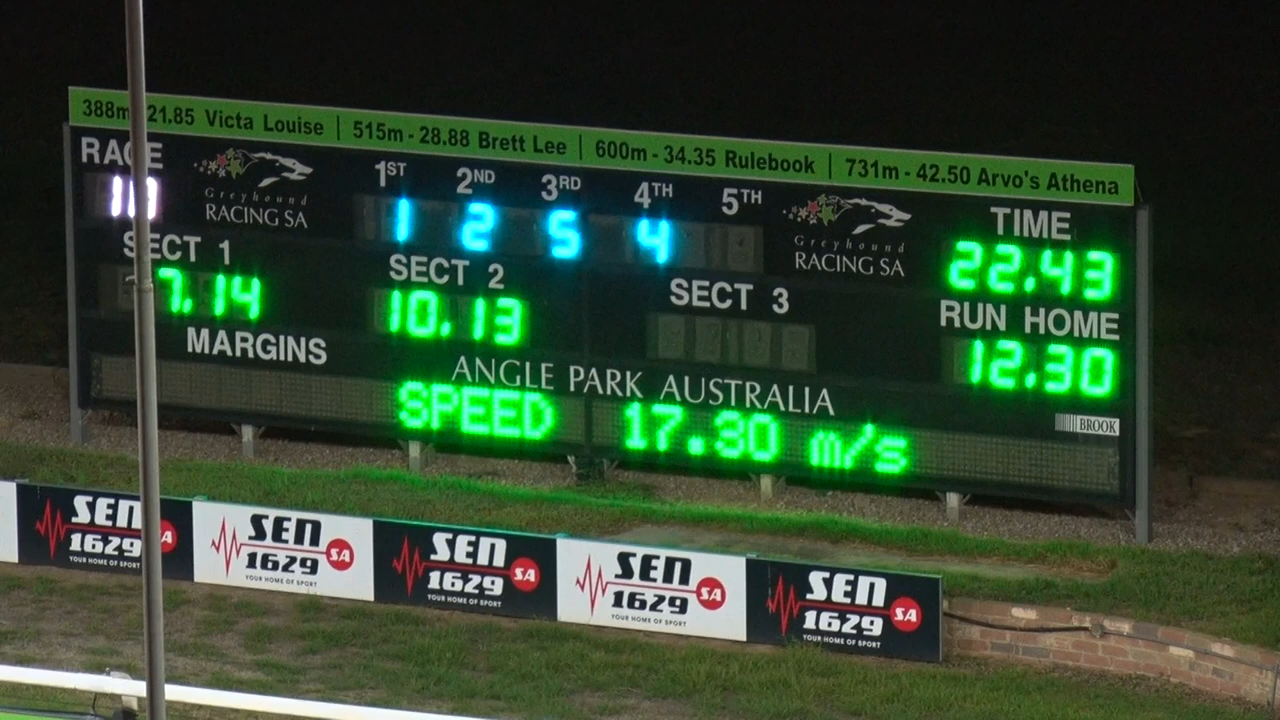 388m 21.85 Victa Louise | 515m - 28.88 Brett Lee | 600m - 34.35 Rulebook | 731m - 42.50 Arvo's Athena
RACE
Greyhound
RACING SA
1ST 2ND 3RD 4TH 5TH
1 2 5 4
Greyhound
RACING SA
TIME
22.43
SECT 1
7.14
SECT 2
10.13
SECT 3
RUN HOME
12.30
MARGINS
ANGLE PARK AUSTRALIA
SPEED 17.30 m/s
BROOK
SEN
1629 SA
YOUR HOME OF SPORT
SEN
1629 SA
YOUR HOME OF SPORT
SEN
1629 SA
YOUR HOME OF SPORT
SEN
1629 SA
YOUR HOME OF SPORT
SEN
1629 SA
YOUR HOME OF SPORT